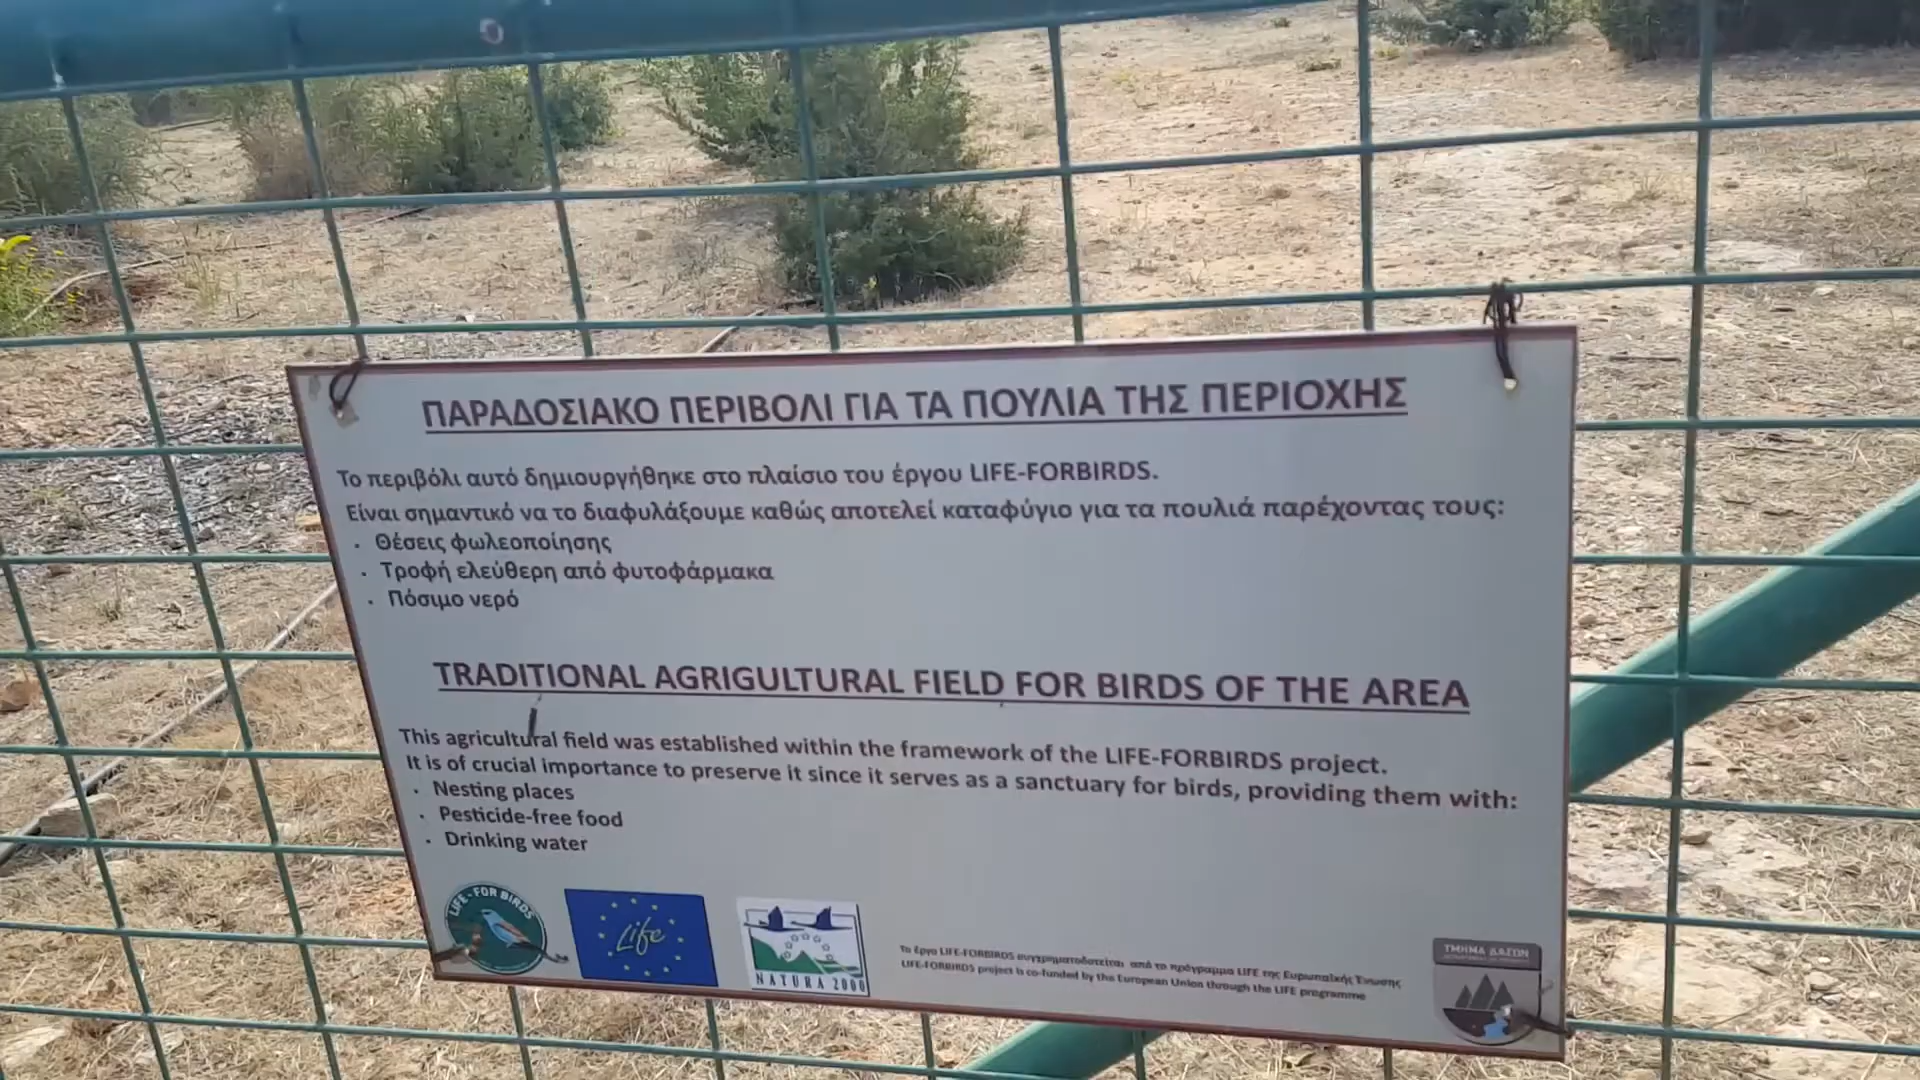 ΠΑΡΑΔΟΣΙΑΚΟ ΠΕΡΙΒΟΛΙ ΓΙΑ ΤΑ ΠΟΥΛΙΑ ΤΗΣ ΠΕΡΙΟΧΗΣ
Το περιβόλι αυτό δημιουργήθηκε στο πλαίσιο του έργου LIFE-FORBIRDS.
Είναι σημαντικό να το διαφυλάξουμε καθώς αποτελεί καταφύγιο για τα πουλιά παρέχοντας τους:
· Θέσεις φωλεοποίησης
· Τροφή ελεύθερη από φυτοφάρμακα
· Πόσιμο νερό
TRADITIONAL AGRIGULTURAL FIELD FOR BIRDS OF THE AREA
This agricultural field was established within the framework of the LIFE-FORBIRDS project.
It is of crucial importance to preserve it since it serves as a sanctuary for birds, providing them with:
· Nesting places
· Pesticide-free food
· Drinking water
LIFE-FOR BIRDS
Life
NATURA 2000
Το έργο LIFE-FORBIRDS συγχρηματοδοτείται από το πρόγραμμα LIFE της Ευρωπαϊκής Ένωσης
LIFE-FORBIRDS project is co-funded by the European Union through the LIFE programme
ΤΜΗΜΑ ΔΑΣΩΝ